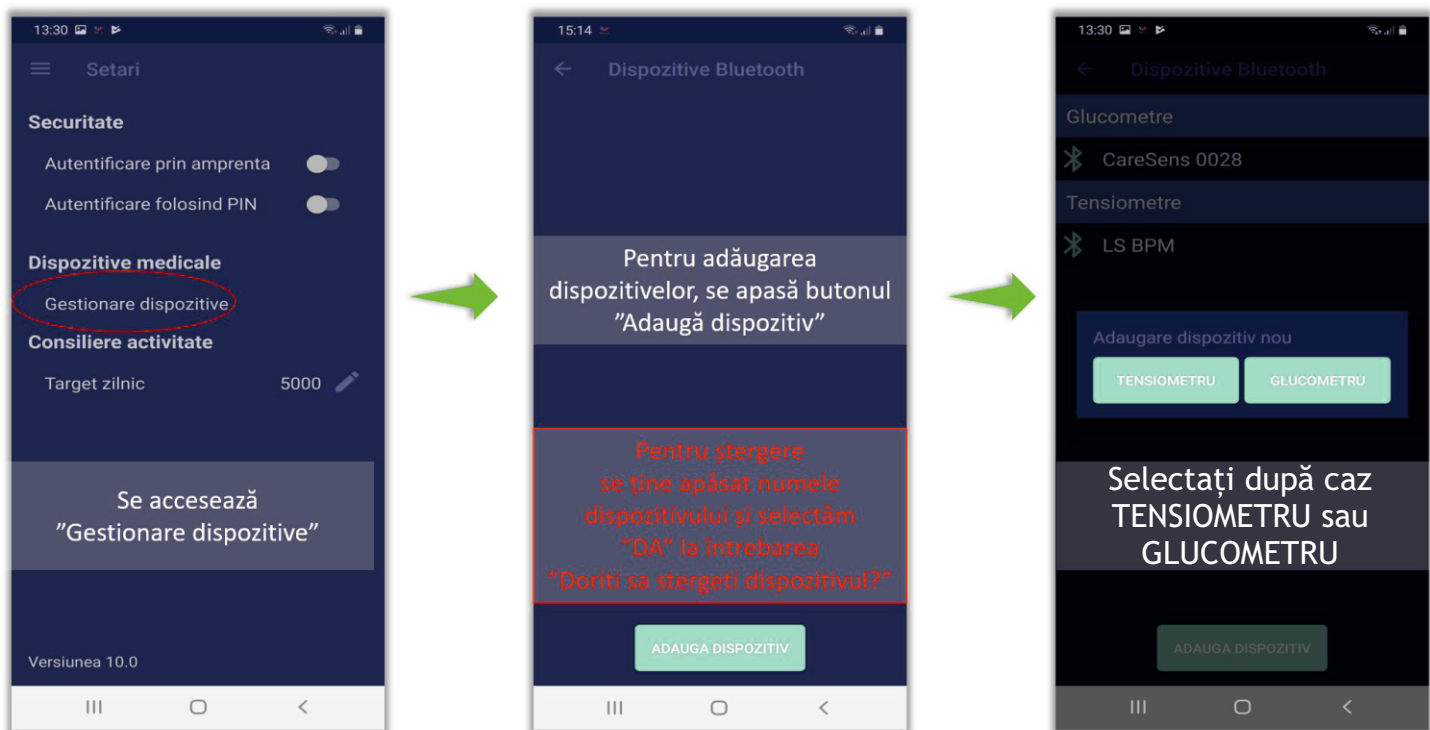 13:30
Setari
Securitate
Autentificare prin amprenta
Autentificare folosind PIN
Dispozitive medicale
Gestionare dispozitive
Consiliere activitate
Target zilnic 5000
Se accesează
”Gestionare dispozitive”
Versiunea 10.0
15:14
Dispozitive Bluetooth
Pentru adăugarea
dispozitivelor, se apasă butonul
”Adaugă dispozitiv”
Pentru ștergere
se ține apăsat numele
dispozitivului și selectăm
”DA” la întrebarea
”Doriti sa stergeti dispozitivul?”
ADAUGA DISPOZITIV
13:30
Dispozitive Bluetooth
Glucometre
CareSens 0028
Tensiometre
LS BPM
Adaugare dispozitiv nou
TENSIOMETRU GLUCOMETRU
Selectați după caz
TENSIOMETRU sau
GLUCOMETRU
ADAUGA DISPOZITIV